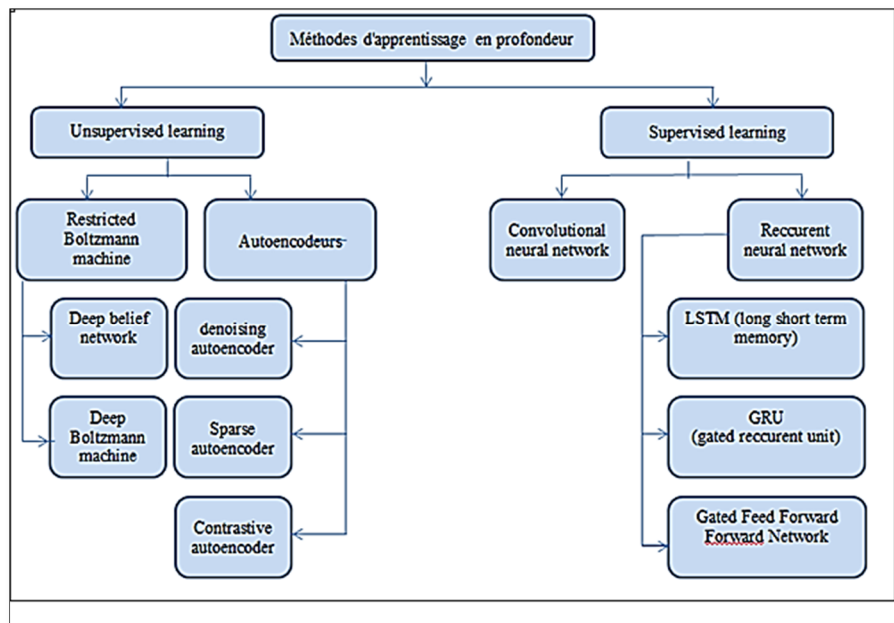 Méthodes d'apprentissage en profondeur
Unsupervised learning
Supervised learning
Restricted
Boltzmann
machine
Autoencodeurs
Convolutional
neural network
Reccurent
neural network
Deep belief
network
denoising
autoencoder
LSTM (long short term
memory)
Deep
Boltzmann
machine
Sparse
autoencoder
GRU
(gated reccurent unit)
Contrastive
autoencoder
Gated Feed Forward
Forward Network